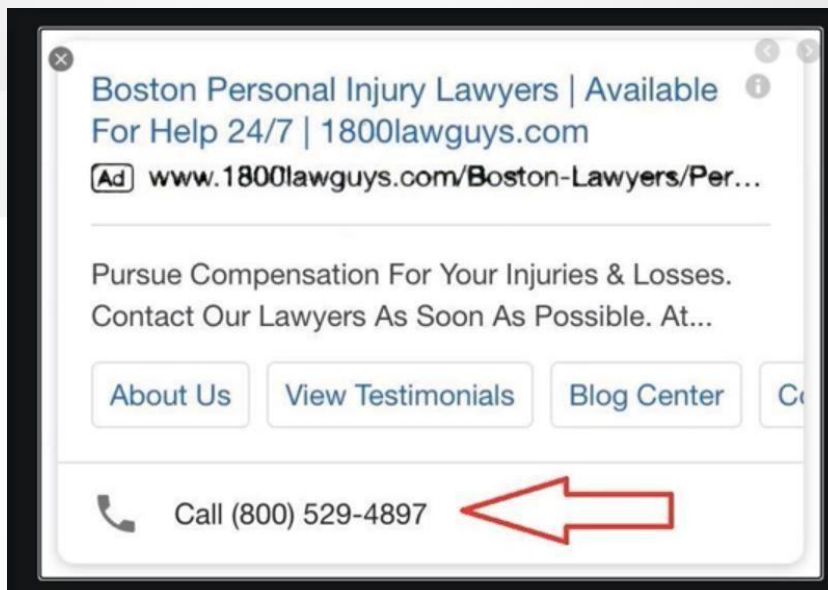 Boston Personal Injury Lawyers | Available
For Help 24/7 | 1800lawguys.com
Ad www.1800lawguys.com/Boston-Lawyers/Per...
Pursue Compensation For Your Injuries & Losses.
Contact Our Lawyers As Soon As Possible. At...
About Us View Testimonials Blog Center
Call (800) 529-4897